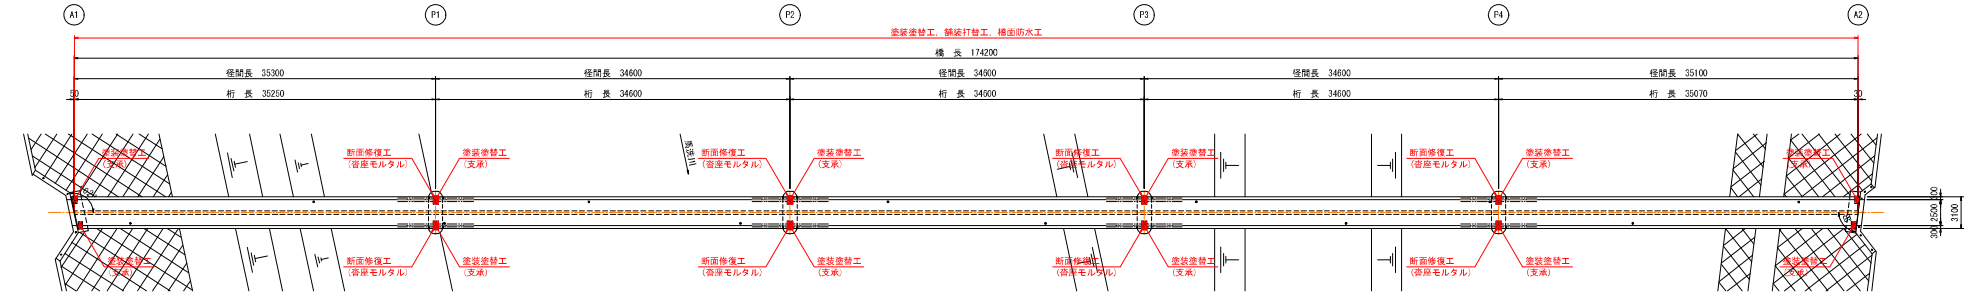 A1
P1
P2
P3
P4
A2
塗装塗替工、舗装打替工、橋面防水工
橋 長 174200
径間長 35300
径間長 34600
径間長 34600
径間長 34600
径間長 35100
50
桁 長 35250
桁 長 34600
桁 長 34600
桁 長 34600
桁 長 35070
30
馬洗川
塗装塗替工
(支承)
断面修復工
(沓座モルタル)
塗装塗替工
(支承)
断面修復工
(沓座モルタル)
塗装塗替工
(支承)
断面修復工
(沓座モルタル)
塗装塗替工
(支承)
断面修復工
(沓座モルタル)
塗装塗替工
(支承)
塗装塗替工
(支承)
300
2500
300
3100
塗装塗替工
(支承)
断面修復工
(沓座モルタル)
塗装塗替工
(支承)
断面修復工
(沓座モルタル)
塗装塗替工
(支承)
断面修復工
(沓座モルタル)
塗装塗替工
(支承)
断面修復工
(沓座モルタル)
塗装塗替工
(支承)
塗装塗替工
(支承)